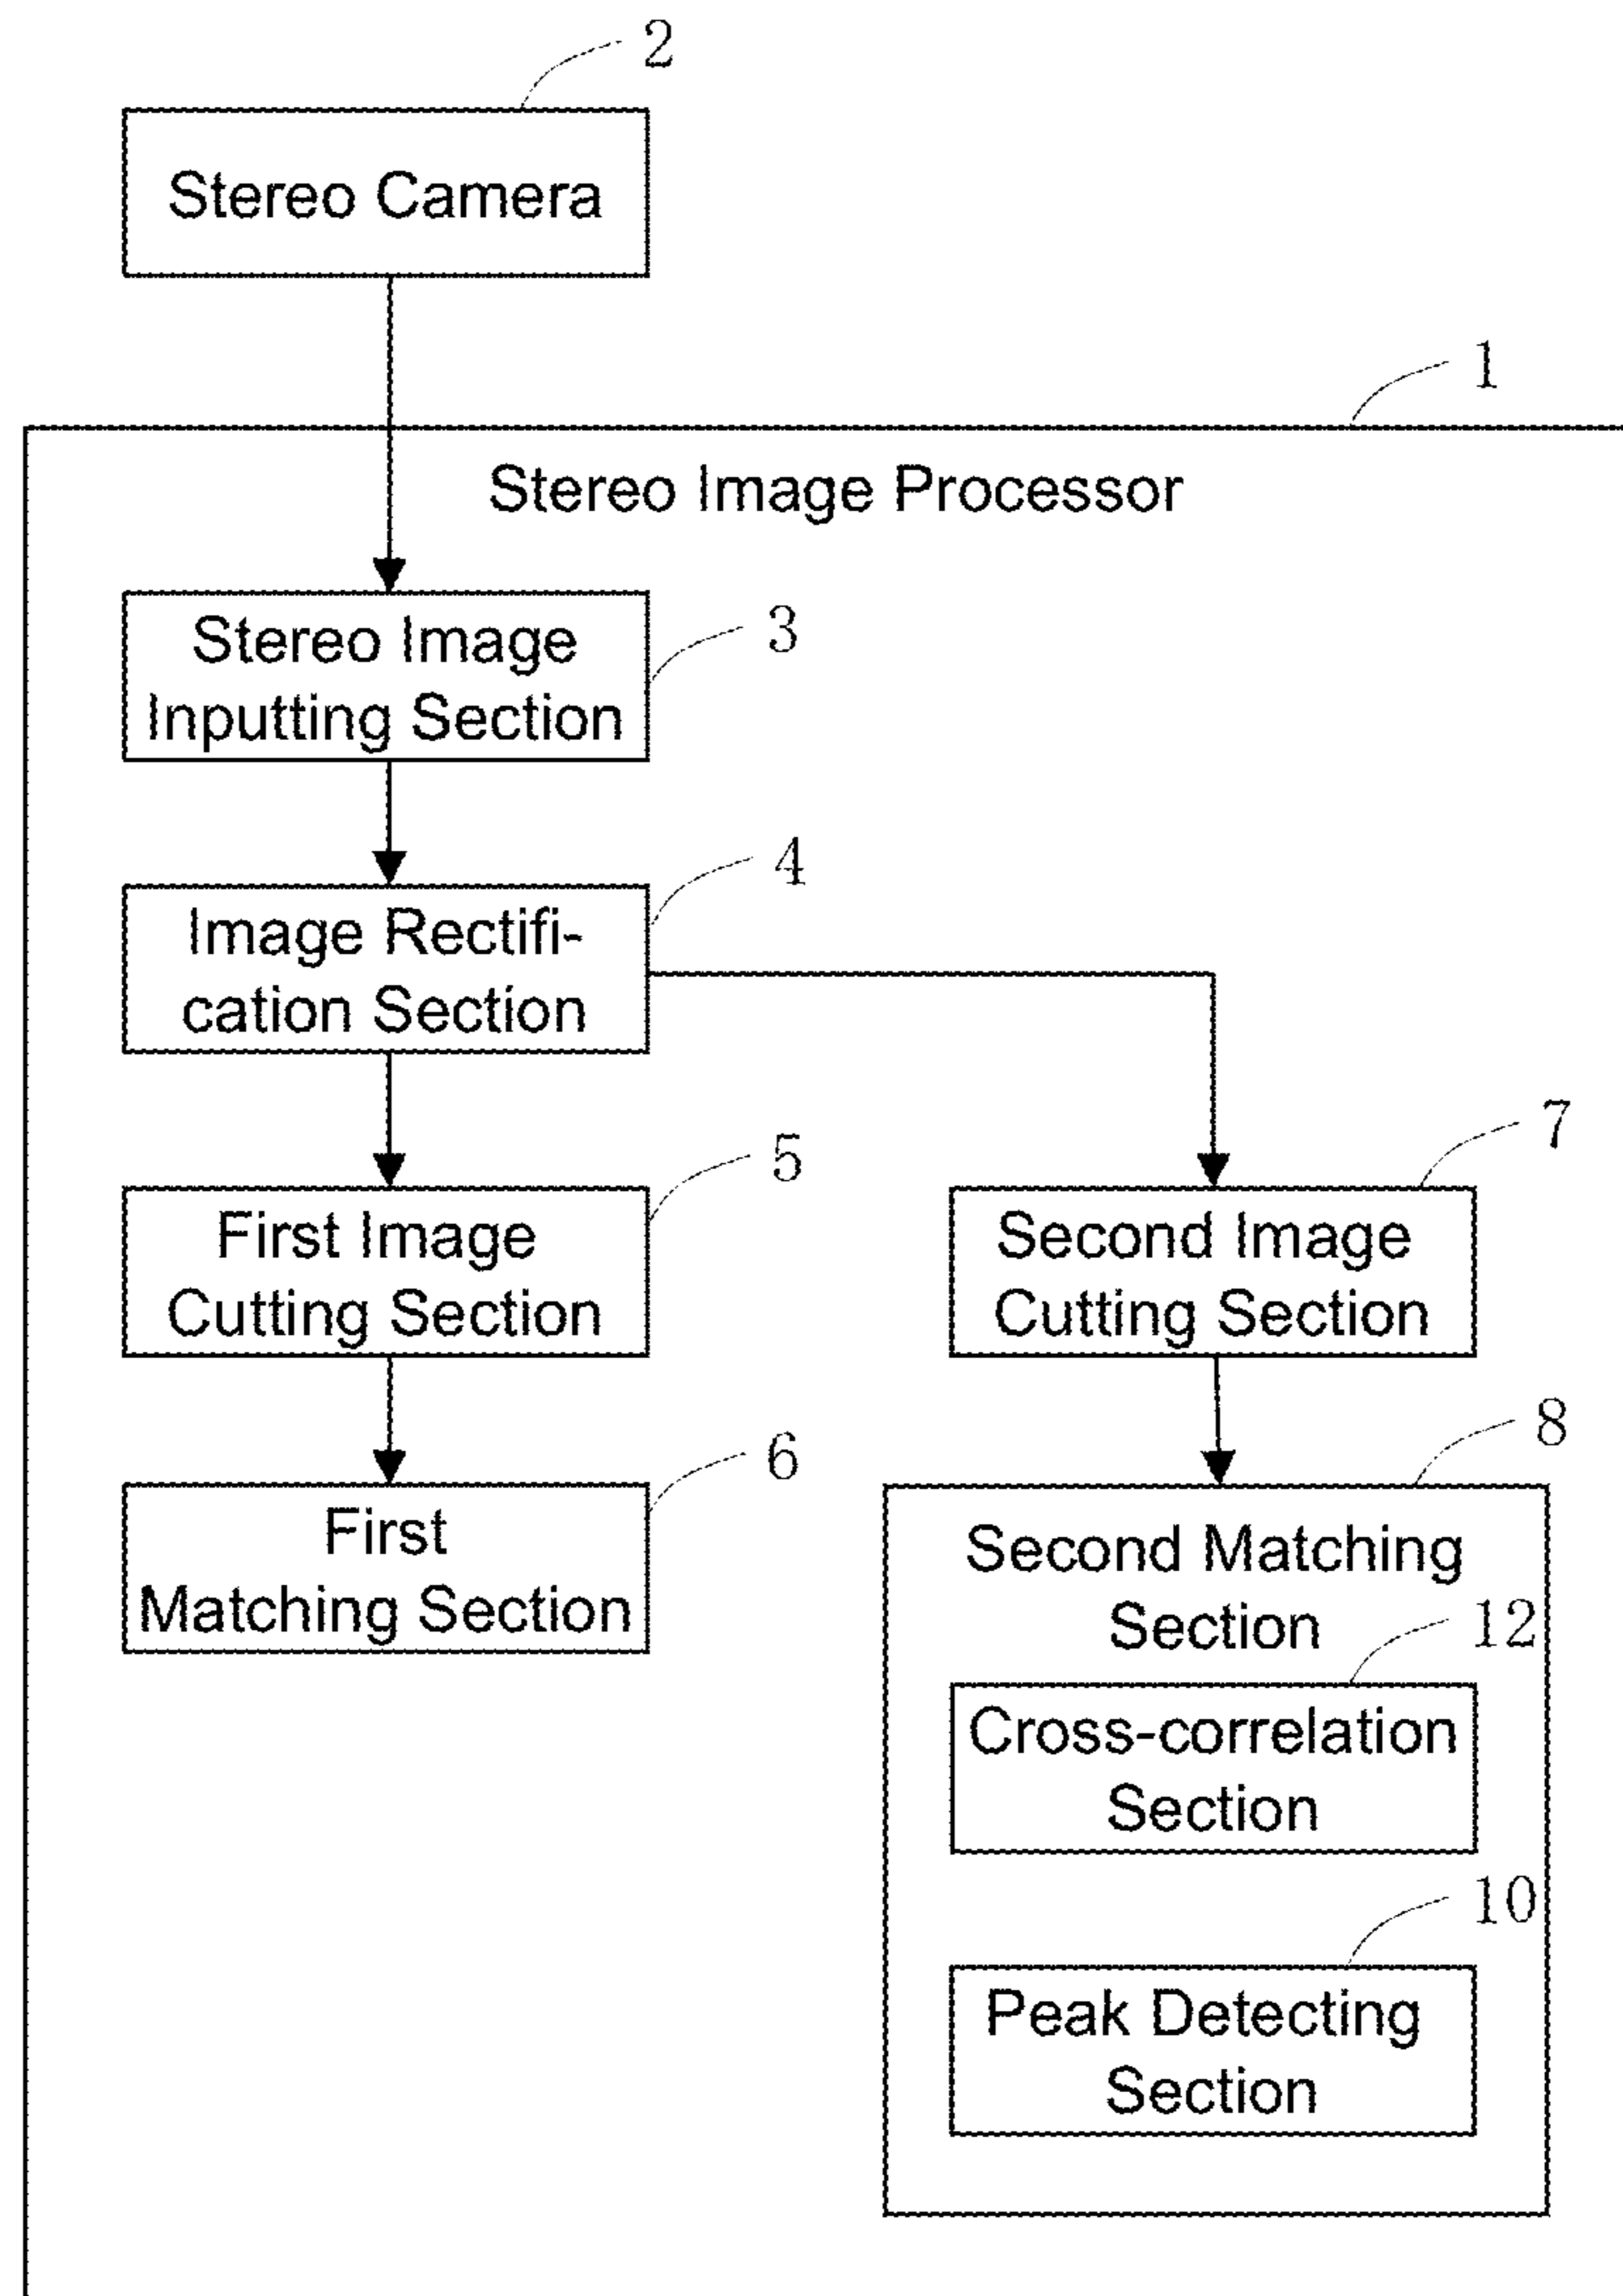 2
Stereo Camera
1
Stereo Image Processor
3
Stereo Image
Inputting Section
4
Image Rectifi-
cation Section
5
First Image
Cutting Section
7
Second Image
Cutting Section
6
First
Matching Section
8
Second Matching
Section
12
Cross-correlation
Section
10
Peak Detecting
Section